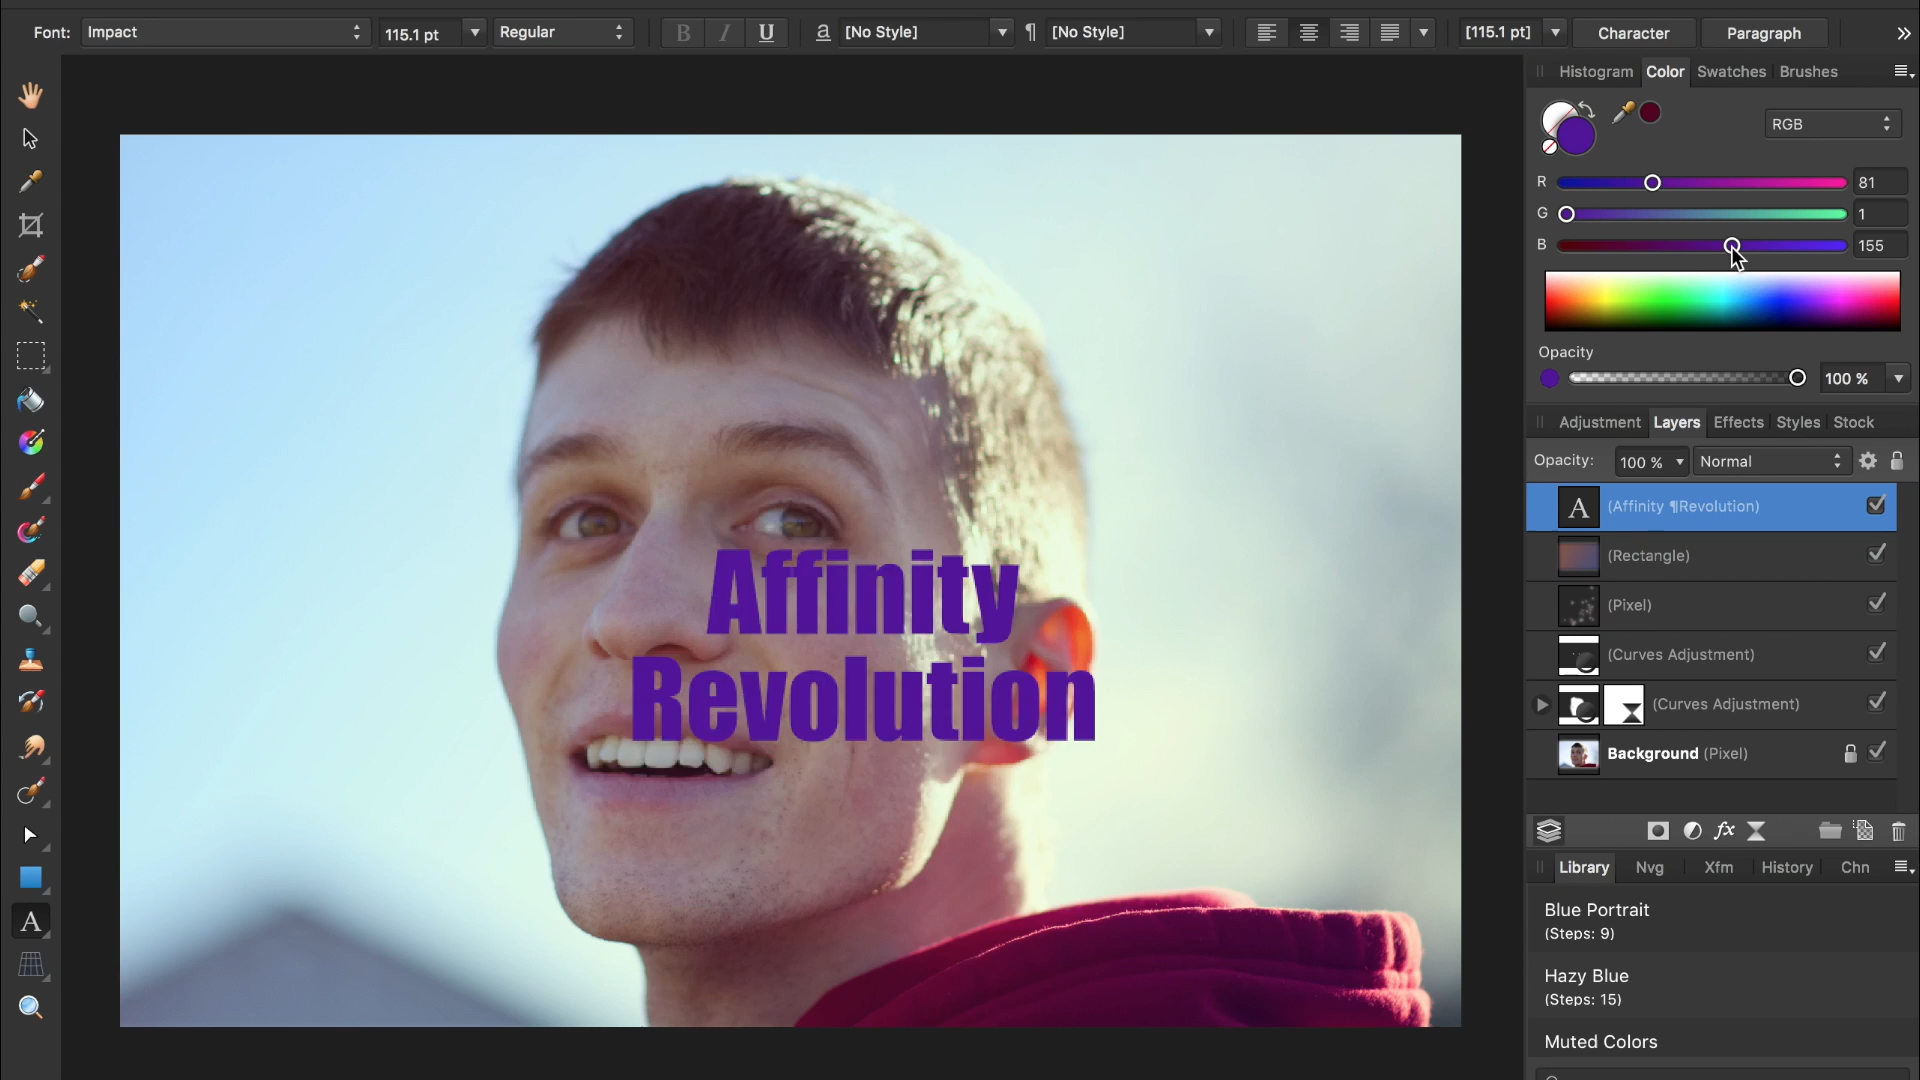 Font: Impact 115.1 pt Regular B I U a [No Style] ¶ [No Style] [115.1 pt] Character Paragraph
Histogram Color Swatches Brushes
RGB
R 81
G 1
B 155
Opacity
100 %
Adjustment Layers Effects Styles Stock
Opacity: 100 % Normal
A (Affinity ¶Revolution)
(Rectangle)
(Pixel)
(Curves Adjustment)
(Curves Adjustment)
Background (Pixel)
fx
Library Nvg Xfm History Chn
Blue Portrait
(Steps: 9)
Hazy Blue
(Steps: 15)
Muted Colors
A
Affinity
Revolution